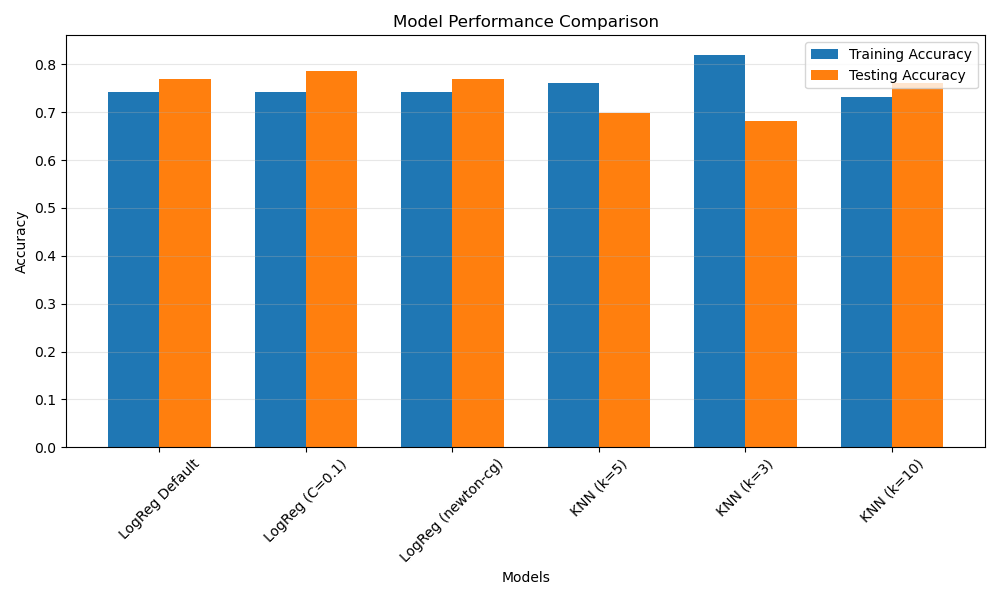 Model Performance Comparison
Training Accuracy
Testing Accuracy
Accuracy
0.8
0.7
0.6
0.5
0.4
0.3
0.2
0.1
0.0
LogReg Default
LogReg (C=0.1)
LogReg (newton-cg)
KNN (k=5)
KNN (k=3)
KNN (k=10)
Models